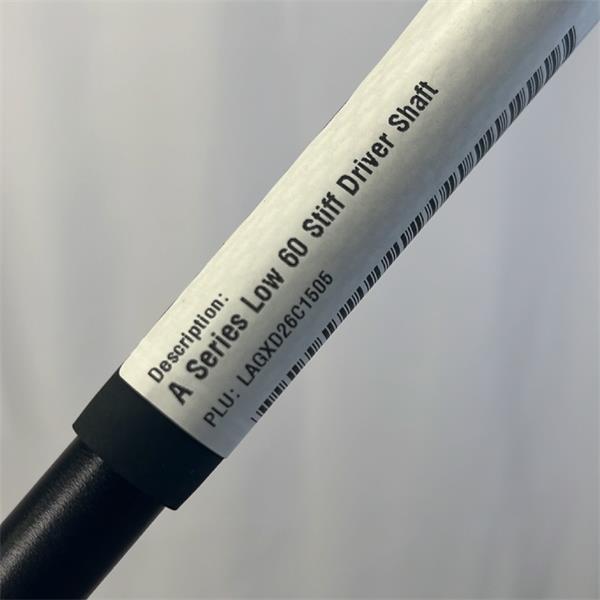 Description:
A Series Low 60 Stiff Driver Shaft
PLU: LAGXD26C1505